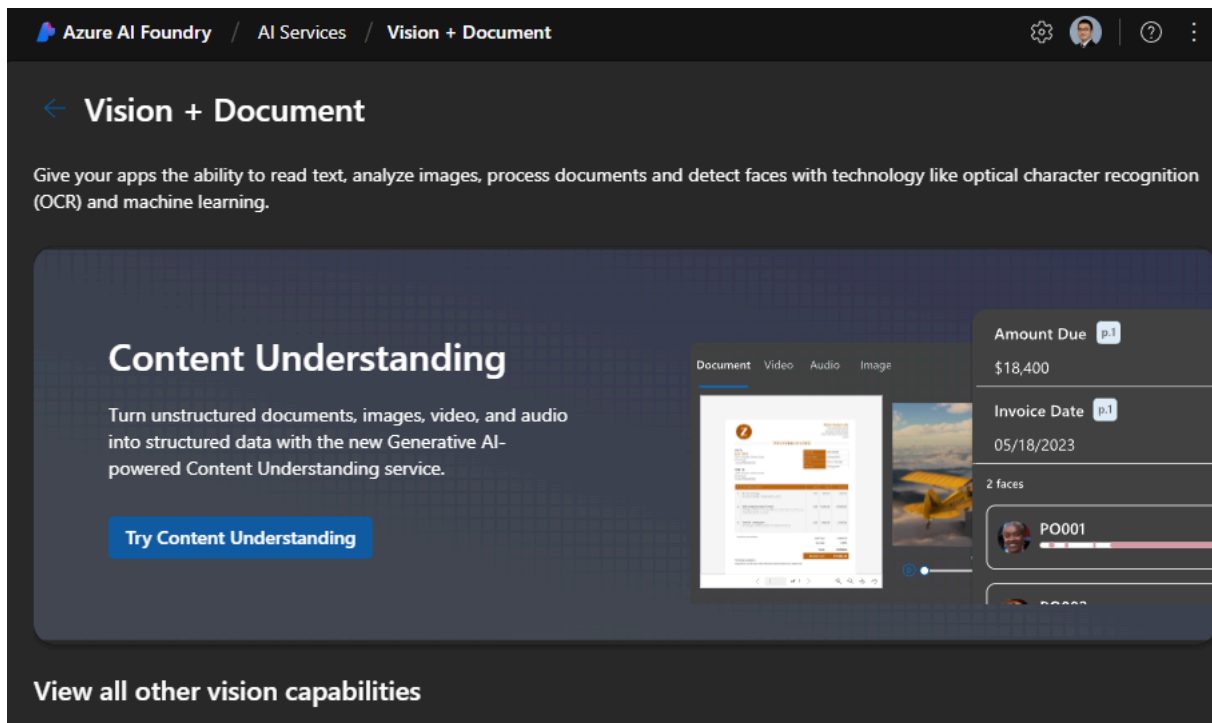 Azure AI Foundry / AI Services / Vision + Document
Vision + Document
Give your apps the ability to read text, analyze images, process documents and detect faces with technology like optical character recognition
(OCR) and machine learning.
Content Understanding
Turn unstructured documents, images, video, and audio
into structured data with the new Generative AI-
powered Content Understanding service.
Try Content Understanding
Document Video Audio Image
Amount Due p.1
$18,400
Invoice Date p.1
05/18/2023
2 faces
PO001
View all other vision capabilities